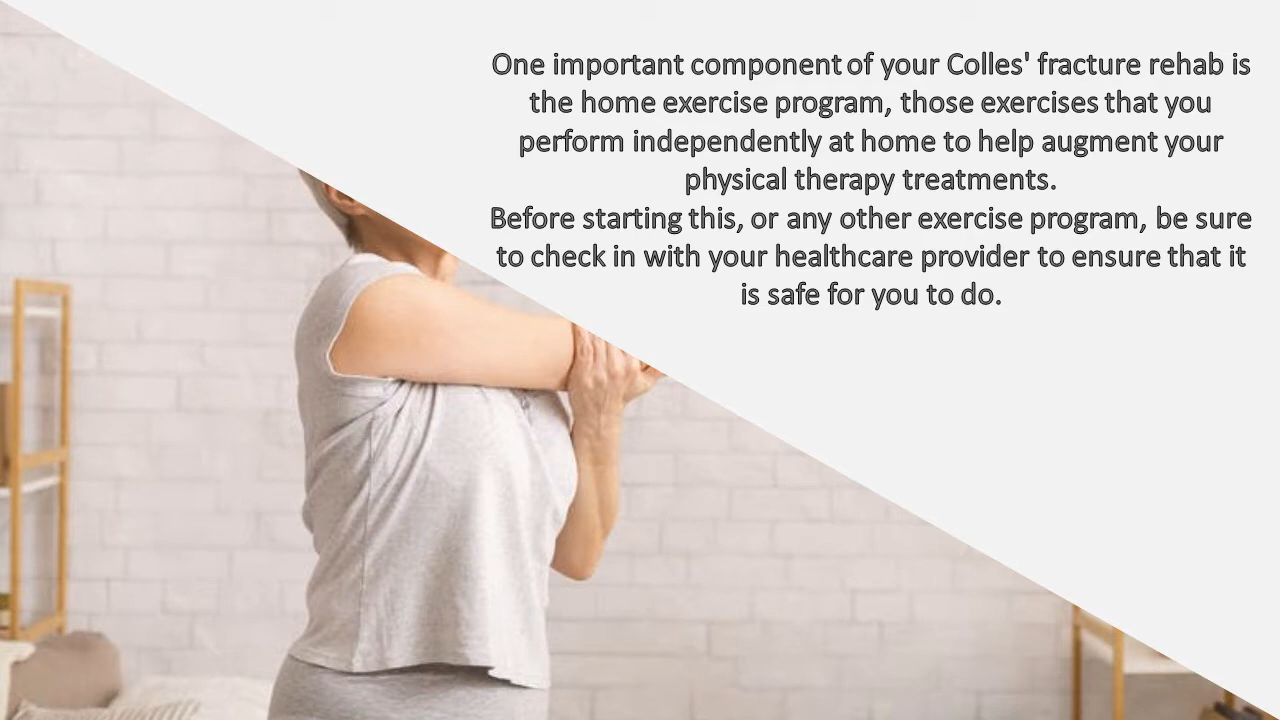 One important component of your Colles' fracture rehab is
the home exercise program, those exercises that you
perform independently at home to help augment your
physical therapy treatments.
Before starting this, or any other exercise program, be sure
to check in with your healthcare provider to ensure that it
is safe for you to do.